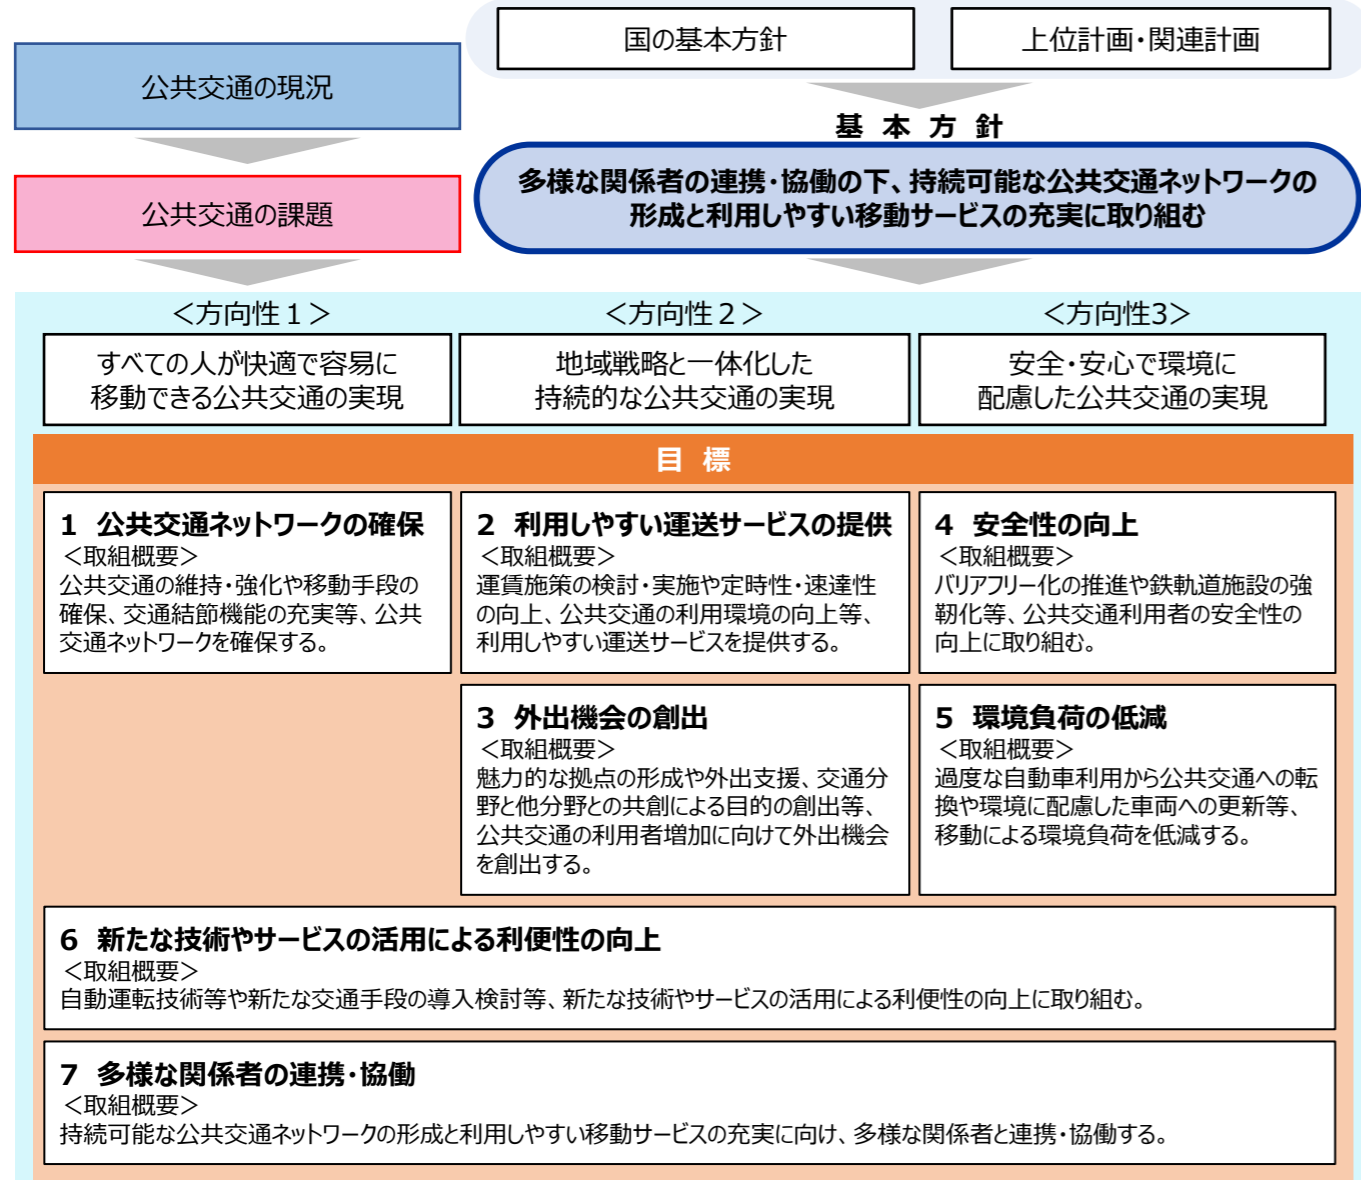 国の基本方針
上位計画・関連計画
公共交通の現況
基本方針
公共交通の課題
多様な関係者の連携・協働の下、持続可能な公共交通ネットワークの
形成と利用しやすい移動サービスの充実に取り組む
＜方向性１＞
すべての人が快適で容易に
移動できる公共交通の実現
＜方向性２＞
地域戦略と一体化した
持続的な公共交通の実現
＜方向性3＞
安全・安心で環境に
配慮した公共交通の実現
目標
1 公共交通ネットワークの確保
＜取組概要＞
公共交通の維持・強化や移動手段の
確保、交通結節機能の充実等、公共
交通ネットワークを確保する。
2 利用しやすい運送サービスの提供
＜取組概要＞
運賃施策の検討・実施や定時性・速達性
の向上、公共交通の利用環境の向上等、
利用しやすい運送サービスを提供する。
4 安全性の向上
＜取組概要＞
バリアフリー化の推進や鉄軌道施設の強
靭化等、公共交通利用者の安全性の
向上に取り組む。
3 外出機会の創出
＜取組概要＞
魅力的な拠点の形成や外出支援、交通分
野と他分野との共創による目的の創出等、
公共交通の利用者増加に向けて外出機会
を創出する。
5 環境負荷の低減
＜取組概要＞
過度な自動車利用から公共交通への転
換や環境に配慮した車両への更新等、
移動による環境負荷を低減する。
6 新たな技術やサービスの活用による利便性の向上
＜取組概要＞
自動運転技術等や新たな交通手段の導入検討等、新たな技術やサービスの活用による利便性の向上に取り組む。
7 多様な関係者の連携・協働
＜取組概要＞
持続可能な公共交通ネットワークの形成と利用しやすい移動サービスの充実に向け、多様な関係者と連携・協働する。